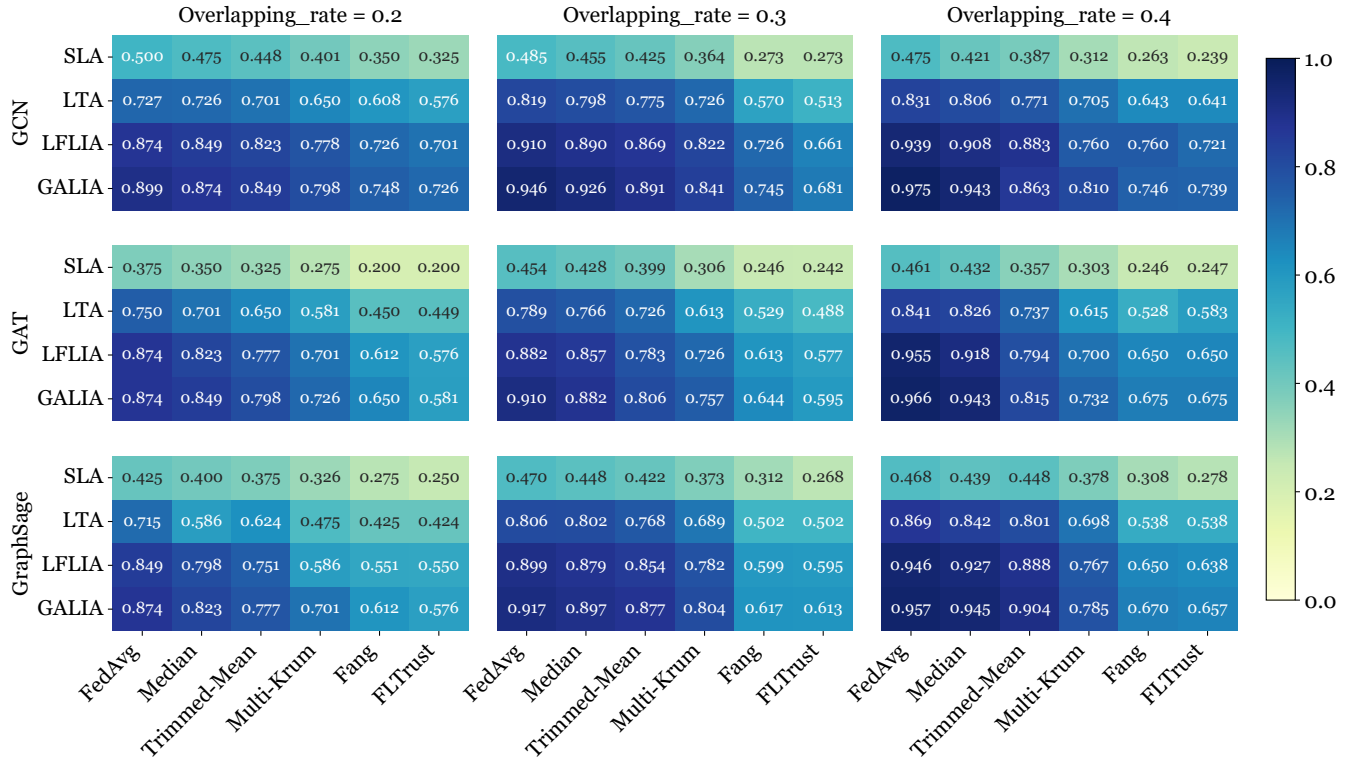 Overlapping_rate = 0.2 Overlapping_rate = 0.3 Overlapping_rate = 0.4
GCN
SLA 0.500 0.475 0.448 0.401 0.350 0.325 0.485 0.455 0.425 0.364 0.273 0.273 0.475 0.421 0.387 0.312 0.263 0.239
LTA 0.727 0.726 0.701 0.650 0.608 0.576 0.819 0.798 0.775 0.726 0.570 0.513 0.831 0.806 0.771 0.705 0.643 0.641
LFLIA 0.874 0.849 0.823 0.778 0.726 0.701 0.910 0.890 0.869 0.822 0.726 0.661 0.939 0.908 0.883 0.760 0.760 0.721
GALIA 0.899 0.874 0.849 0.798 0.748 0.726 0.946 0.926 0.891 0.841 0.745 0.681 0.975 0.943 0.863 0.810 0.746 0.739
GAT
SLA 0.375 0.350 0.325 0.275 0.200 0.200 0.454 0.428 0.399 0.306 0.246 0.242 0.461 0.432 0.357 0.303 0.246 0.247
LTA 0.750 0.701 0.650 0.581 0.450 0.449 0.789 0.766 0.726 0.613 0.529 0.488 0.841 0.826 0.737 0.615 0.528 0.583
LFLIA 0.874 0.823 0.777 0.701 0.612 0.576 0.882 0.857 0.783 0.726 0.613 0.577 0.955 0.918 0.794 0.700 0.650 0.650
GALIA 0.874 0.849 0.798 0.726 0.650 0.581 0.910 0.882 0.806 0.757 0.644 0.595 0.966 0.943 0.815 0.732 0.675 0.675
GraphSage
SLA 0.425 0.400 0.375 0.326 0.275 0.250 0.470 0.448 0.422 0.373 0.312 0.268 0.468 0.439 0.448 0.378 0.308 0.278
LTA 0.715 0.586 0.624 0.475 0.425 0.424 0.806 0.802 0.768 0.689 0.502 0.502 0.869 0.842 0.801 0.698 0.538 0.538
LFLIA 0.849 0.798 0.751 0.586 0.551 0.550 0.899 0.879 0.854 0.782 0.599 0.595 0.946 0.927 0.888 0.767 0.650 0.638
GALIA 0.874 0.823 0.777 0.701 0.612 0.576 0.917 0.897 0.877 0.804 0.617 0.613 0.957 0.945 0.904 0.785 0.670 0.657
FedAvg Median Trimmed-Mean Multi-Krum Fang FLTrust FedAvg Median Trimmed-Mean Multi-Krum Fang FLTrust FedAvg Median Trimmed-Mean Multi-Krum Fang FLTrust
1.0
0.8
0.6
0.4
0.2
0.0